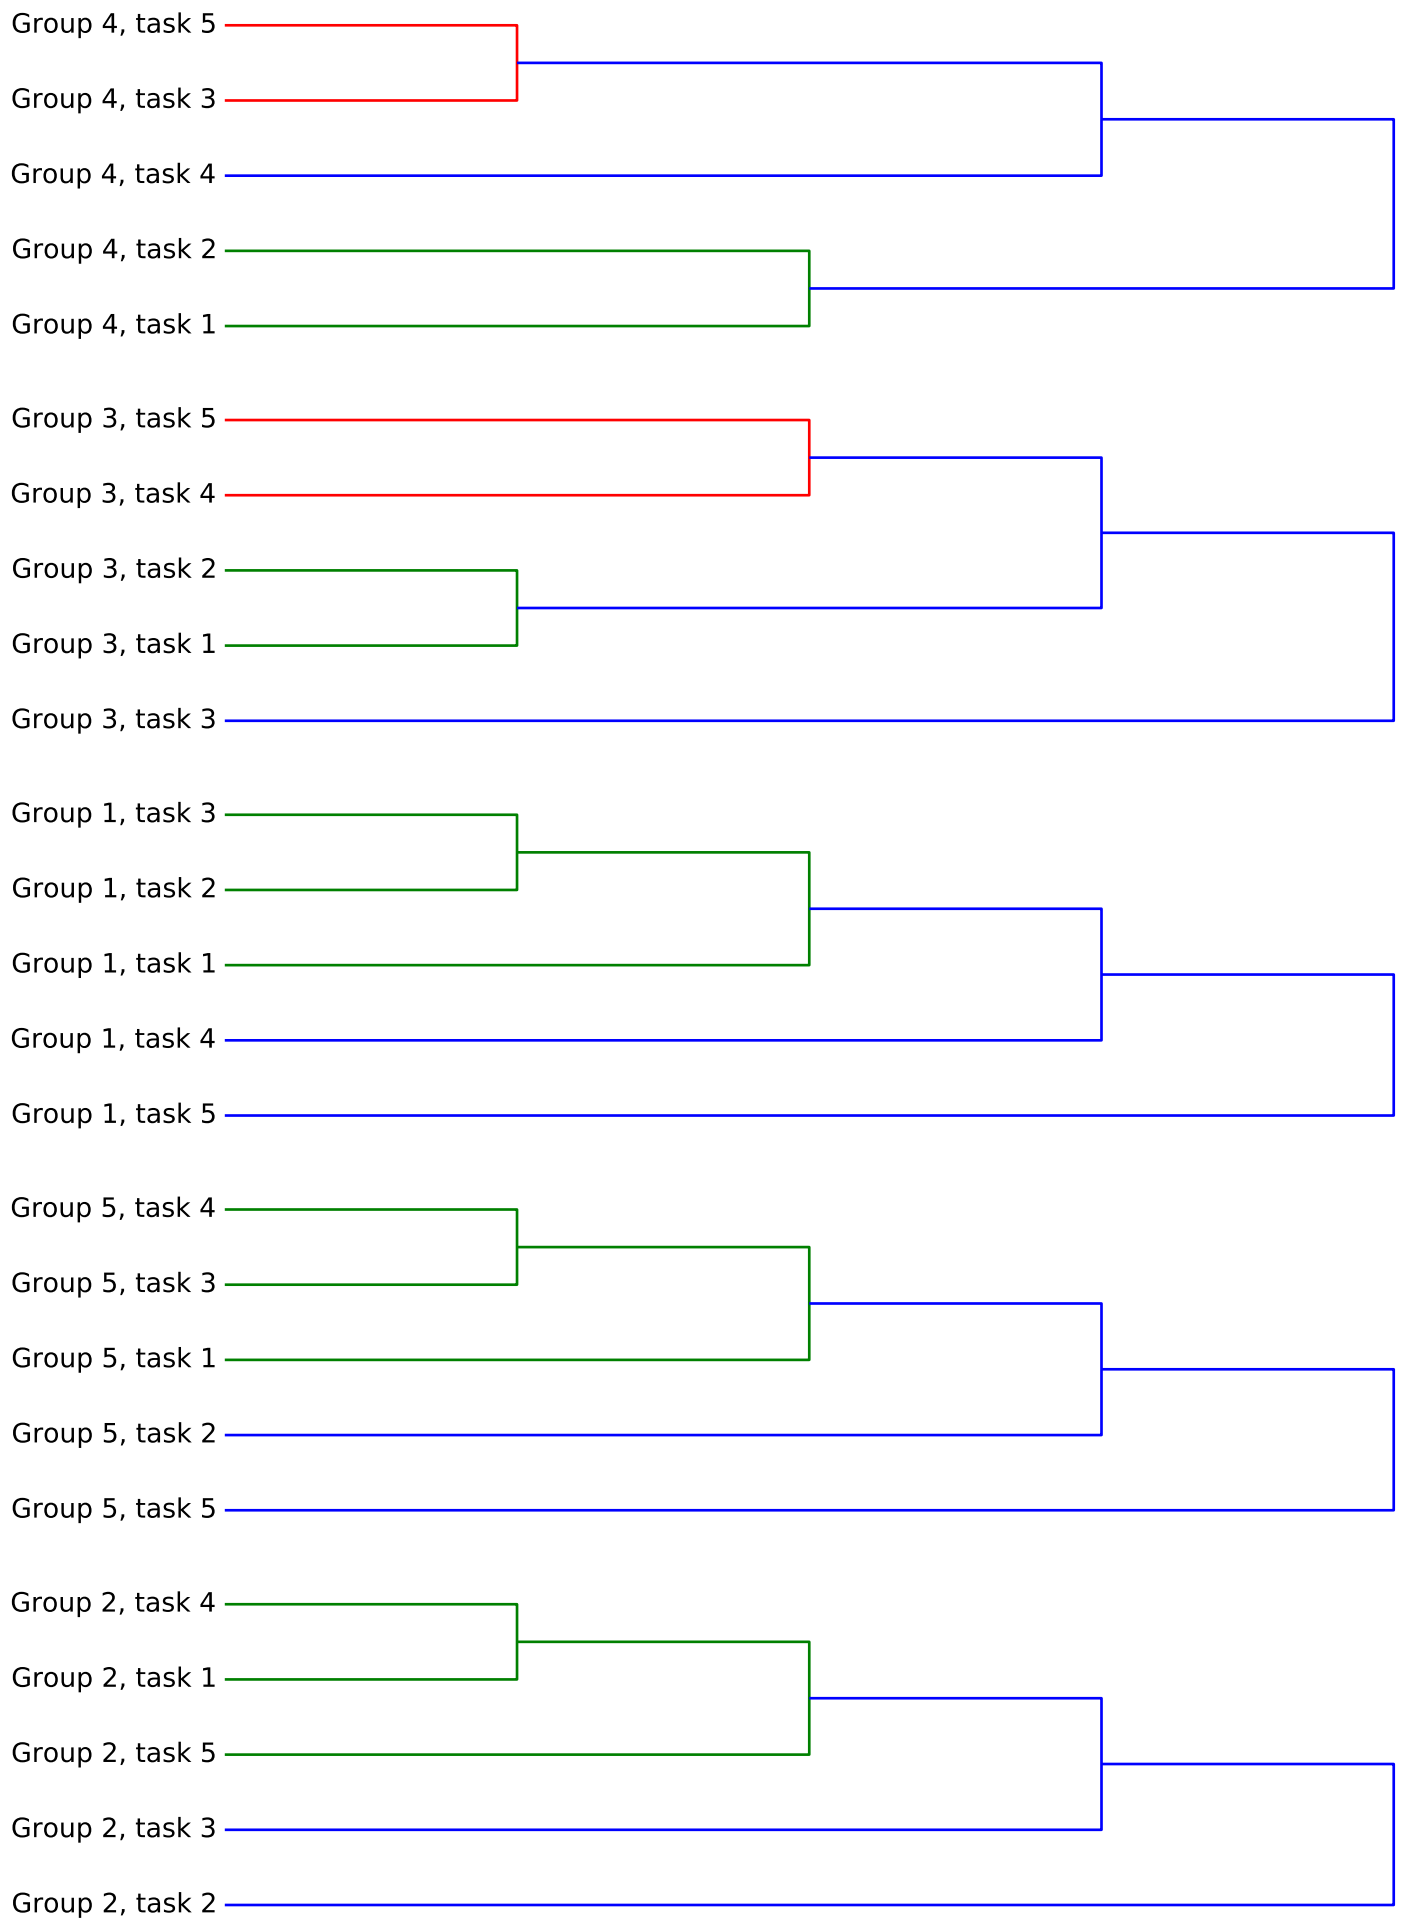 Group 4, task 5
Group 4, task 3
Group 4, task 4
Group 4, task 2
Group 4, task 1
Group 3, task 5
Group 3, task 4
Group 3, task 2
Group 3, task 1
Group 3, task 3
Group 1, task 3
Group 1, task 2
Group 1, task 1
Group 1, task 4
Group 1, task 5
Group 5, task 4
Group 5, task 3
Group 5, task 1
Group 5, task 2
Group 5, task 5
Group 2, task 4
Group 2, task 1
Group 2, task 5
Group 2, task 3
Group 2, task 2